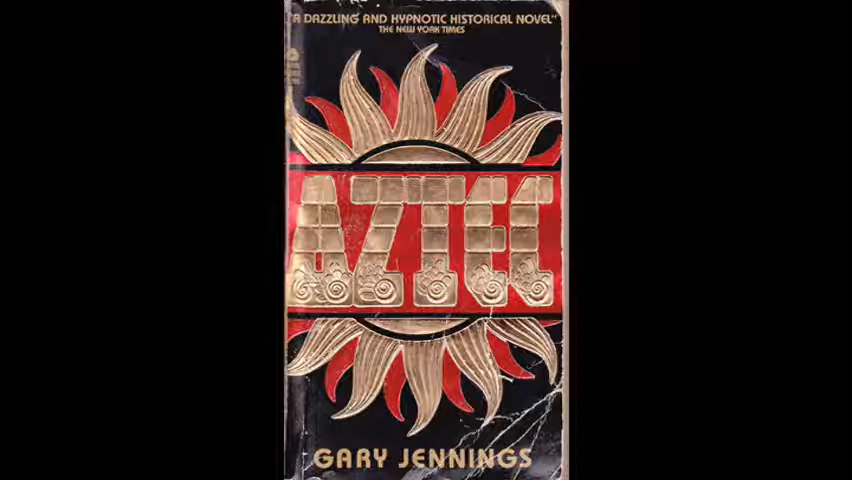 "A DAZZLING AND HYPNOTIC HISTORICAL NOVEL"
THE NEW YORK TIMES
AZTEC
GARY JENNINGS